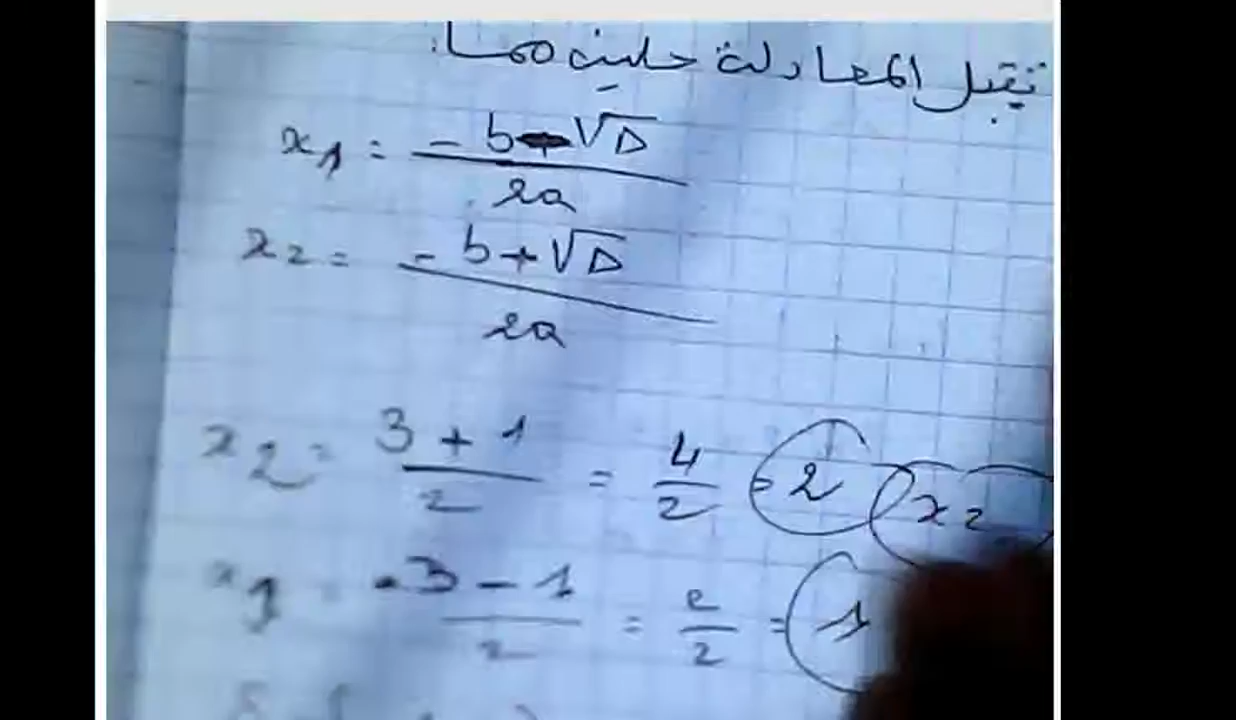 تقبل المعادلة حلين هما:
x₁ = (-b-√Δ)/2a
x₂ = (-b+√Δ)/2a
x₂ = (3+1)/2 = 4/2 = 2 x₂
x₁ = (3-1)/2 = 2/2 = 1